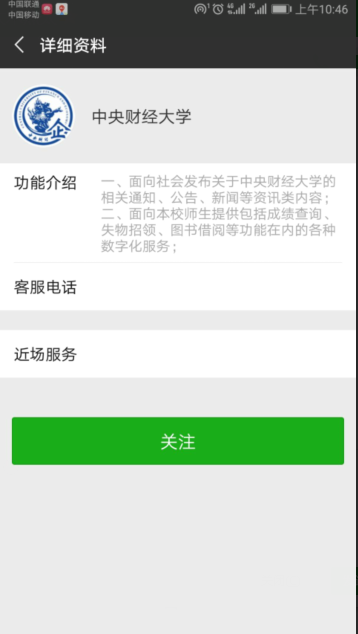 中国联通
中国移动
上午10:46
详细资料
中央财经大学
功能介绍
一、面向社会发布关于中央财经大学的
相关通知、公告、新闻等资讯类内容；
二、面向本校师生提供包括成绩查询、
失物招领、图书借阅等功能在内的各种
数字化服务；
客服电话
近场服务
关注